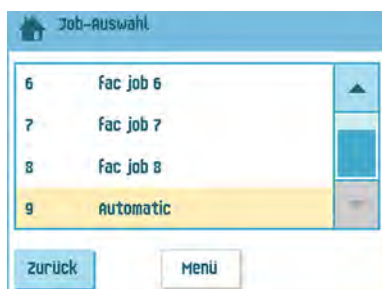 Job-Auswahl
6 fac job 6
7 fac job 7
8 fac job 8
9 Automatic
Zurück Menü